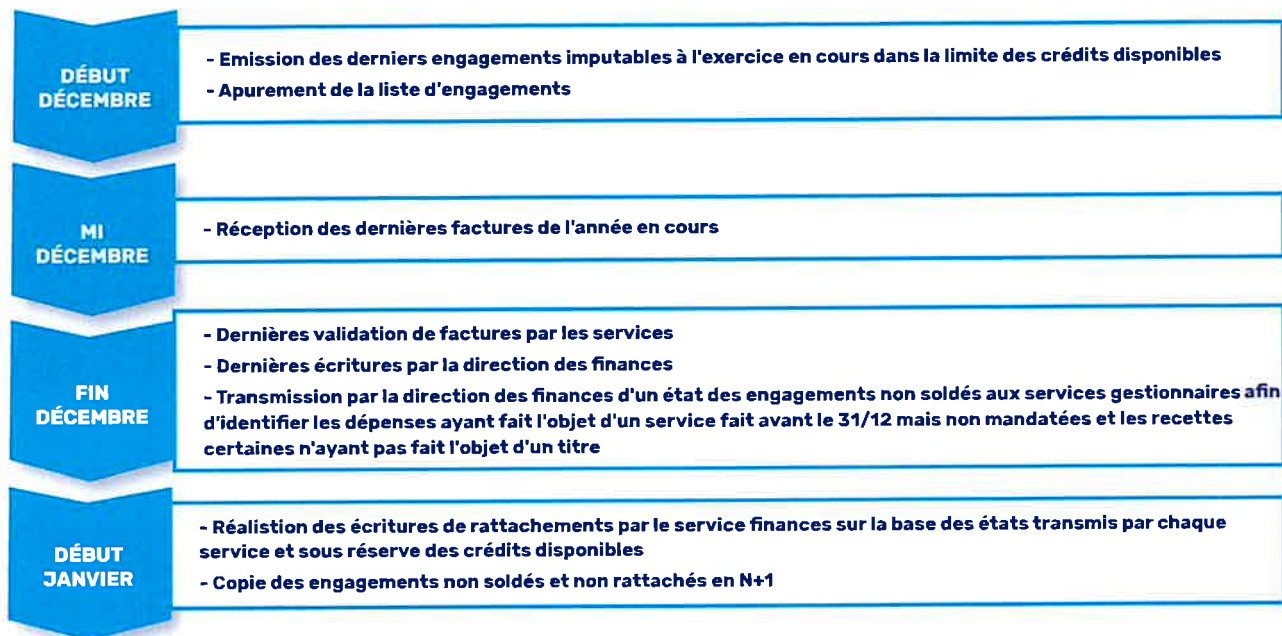 DÉBUT
DÉCEMBRE
- Emission des derniers engagements imputables à l'exercice en cours dans la limite des crédits disponibles
- Apurement de la liste d'engagements
MI
DÉCEMBRE
- Réception des dernières factures de l'année en cours
FIN
DÉCEMBRE
- Dernières validation de factures par les services
- Dernières écritures par la direction des finances
- Transmission par la direction des finances d'un état des engagements non soldés aux services gestionnaires afin
d'identifier les dépenses ayant fait l'objet d'un service fait avant le 31/12 mais non mandatées et les recettes
certaines n'ayant pas fait l'objet d'un titre
DÉBUT
JANVIER
- Réalistion des écritures de rattachements par le service finances sur la base des états transmis par chaque
service et sous réserve des crédits disponibles
- Copie des engagements non soldés et non rattachés en N+1